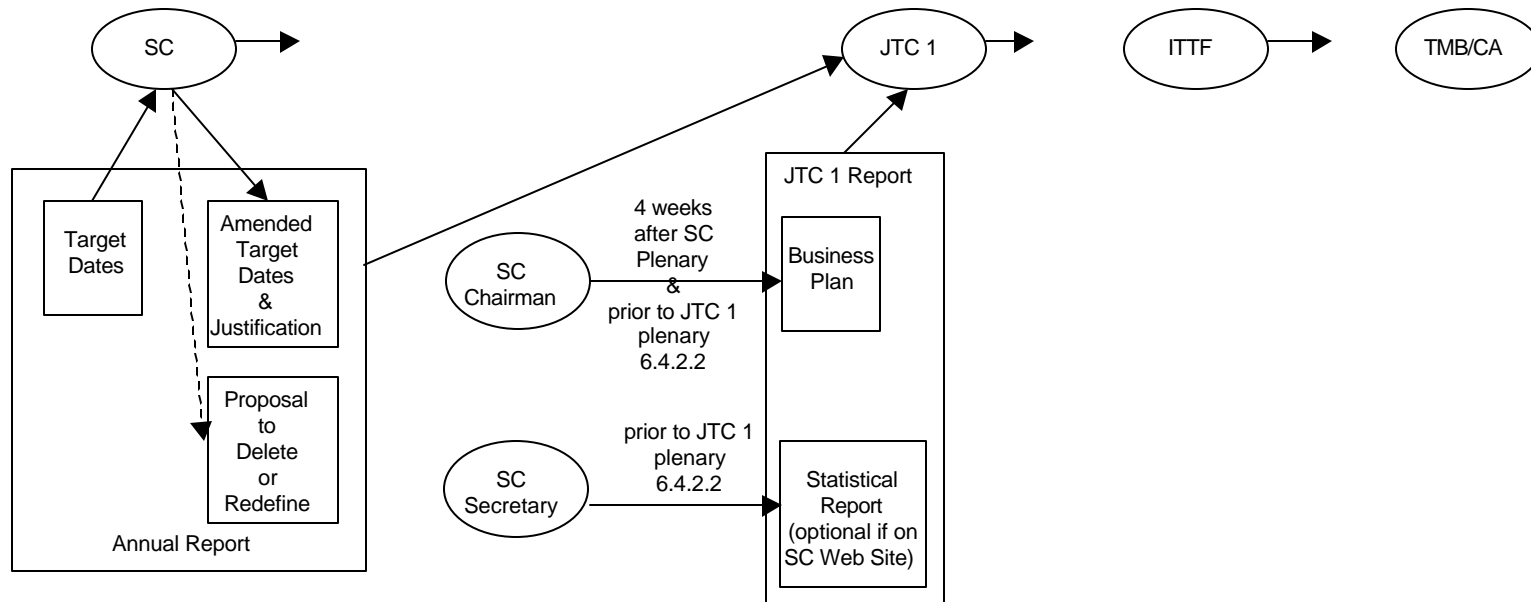 SC
JTC 1
ITTF
TMB/CA
Target
Dates
Amended
Target
Dates
&
Justification
Proposal
to
Delete
or
Redefine
Annual Report
SC
Chairman
4 weeks
after SC
Plenary
&
prior to JTC 1
plenary
6.4.2.2
JTC 1 Report
Business
Plan
SC
Secretary
prior to JTC 1
plenary
6.4.2.2
Statistical
Report
(optional if on
SC Web Site)